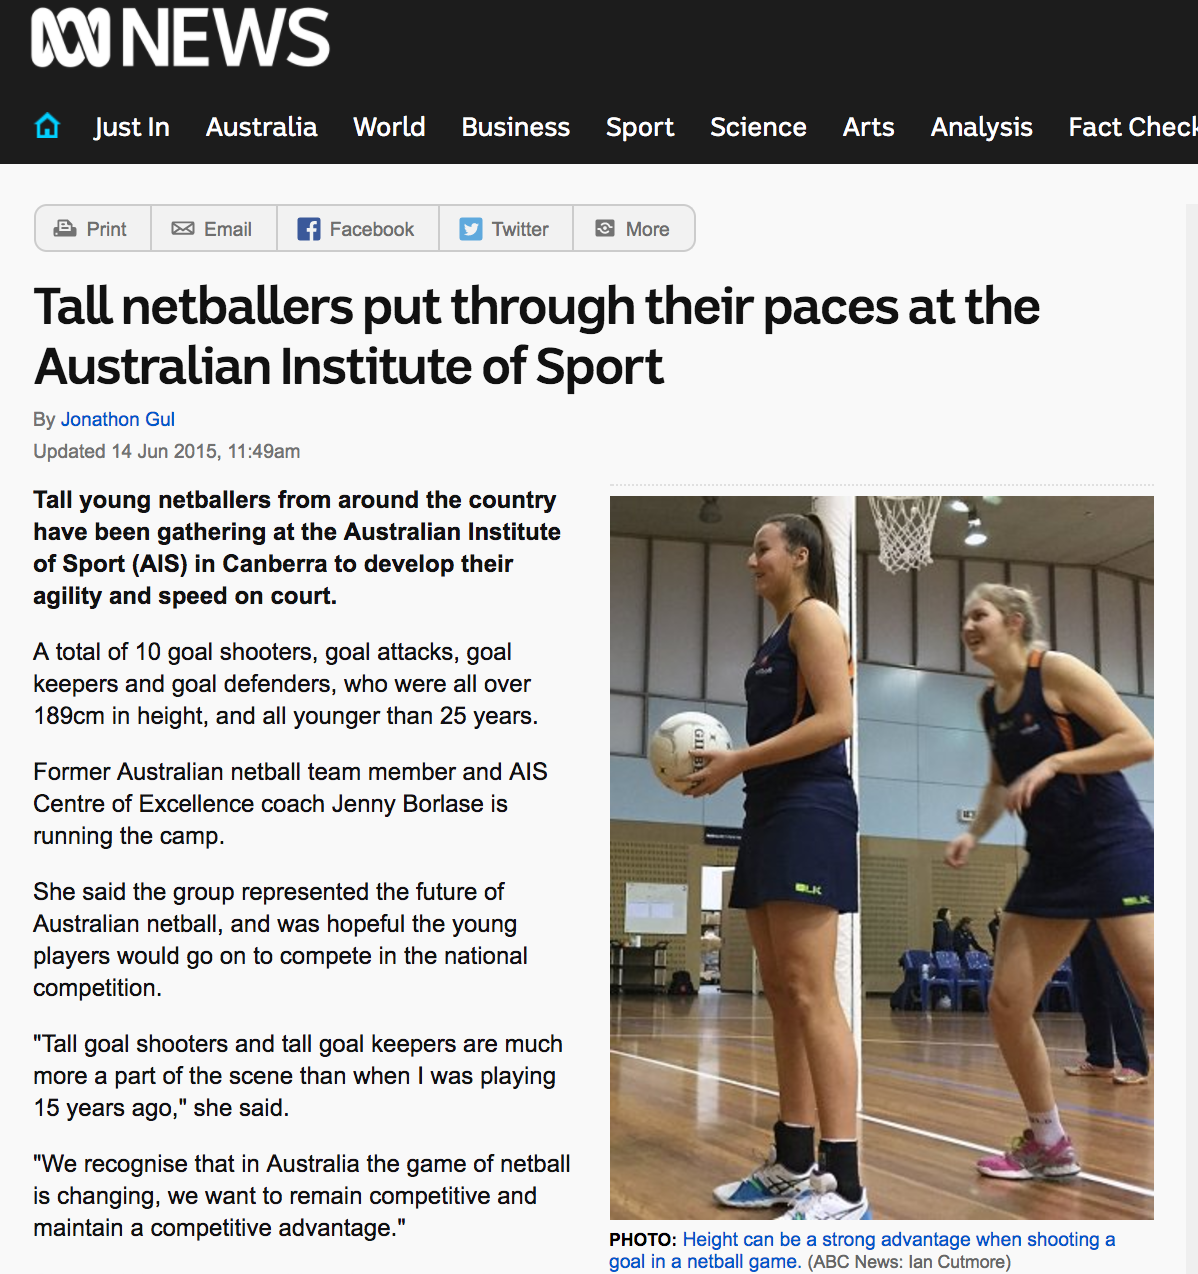 NEWS
Just In Australia World Business Sport Science Arts Analysis Fact Check
Print Email Facebook Twitter More
Tall netballers put through their paces at the
Australian Institute of Sport
By Jonathon Gul
Updated 14 Jun 2015, 11:49am
Tall young netballers from around the country
have been gathering at the Australian Institute
of Sport (AIS) in Canberra to develop their
agility and speed on court.
A total of 10 goal shooters, goal attacks, goal
keepers and goal defenders, who were all over
189cm in height, and all younger than 25 years.
Former Australian netball team member and AIS
Centre of Excellence coach Jenny Borlase is
running the camp.
She said the group represented the future of
Australian netball, and was hopeful the young
players would go on to compete in the national
competition.
"Tall goal shooters and tall goal keepers are much
more a part of the scene than when I was playing
15 years ago," she said.
"We recognise that in Australia the game of netball
is changing, we want to remain competitive and
maintain a competitive advantage."
BLK
BLK
PHOTO: Height can be a strong advantage when shooting a
goal in a netball game. (ABC News: Ian Cutmore)